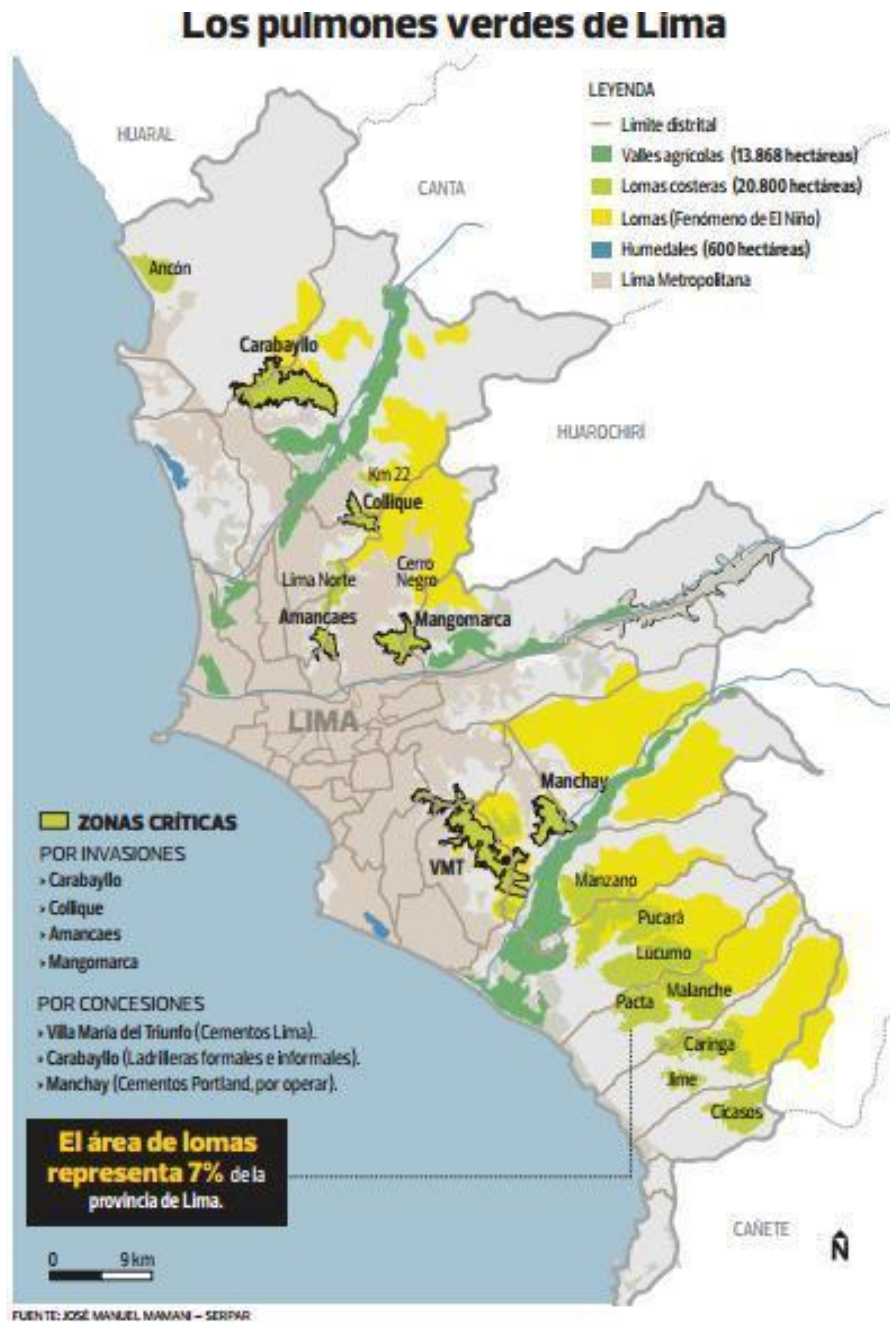 Los pulmones verdes de Lima
LEYENDA
Límite distrital
Valles agrícolas (13.868 hectáreas)
Lomas costeras (20.800 hectáreas)
Lomas (Fenómeno de El Niño)
Humedales (600 hectáreas)
Lima Metropolitana
HUARAL
CANTA
Ancón
Carabayllo
HUAROCHIRÍ
Km 22
Collique
Lima Norte
Cerro
Negro
Amancaes
Mangomarca
LIMA
Manchay
VMT
Manzano
Pucará
Lúcumo
Pacta
Malanche
Caringa
Jime
Cicasos
CAÑETE
N
ZONAS CRÍTICAS
POR INVASIONES
› Carabayllo
› Collique
› Amancaes
› Mangomarca
POR CONCESIONES
› Villa María del Triunfo (Cementos Lima).
› Carabayllo (Ladrilleras formales e informales).
› Manchay (Cementos Portland, por operar).
El área de lomas
representa 7% de la
provincia de Lima.
0 9 km
FUENTE: JOSÉ MANUEL MAMANI – SERPAR